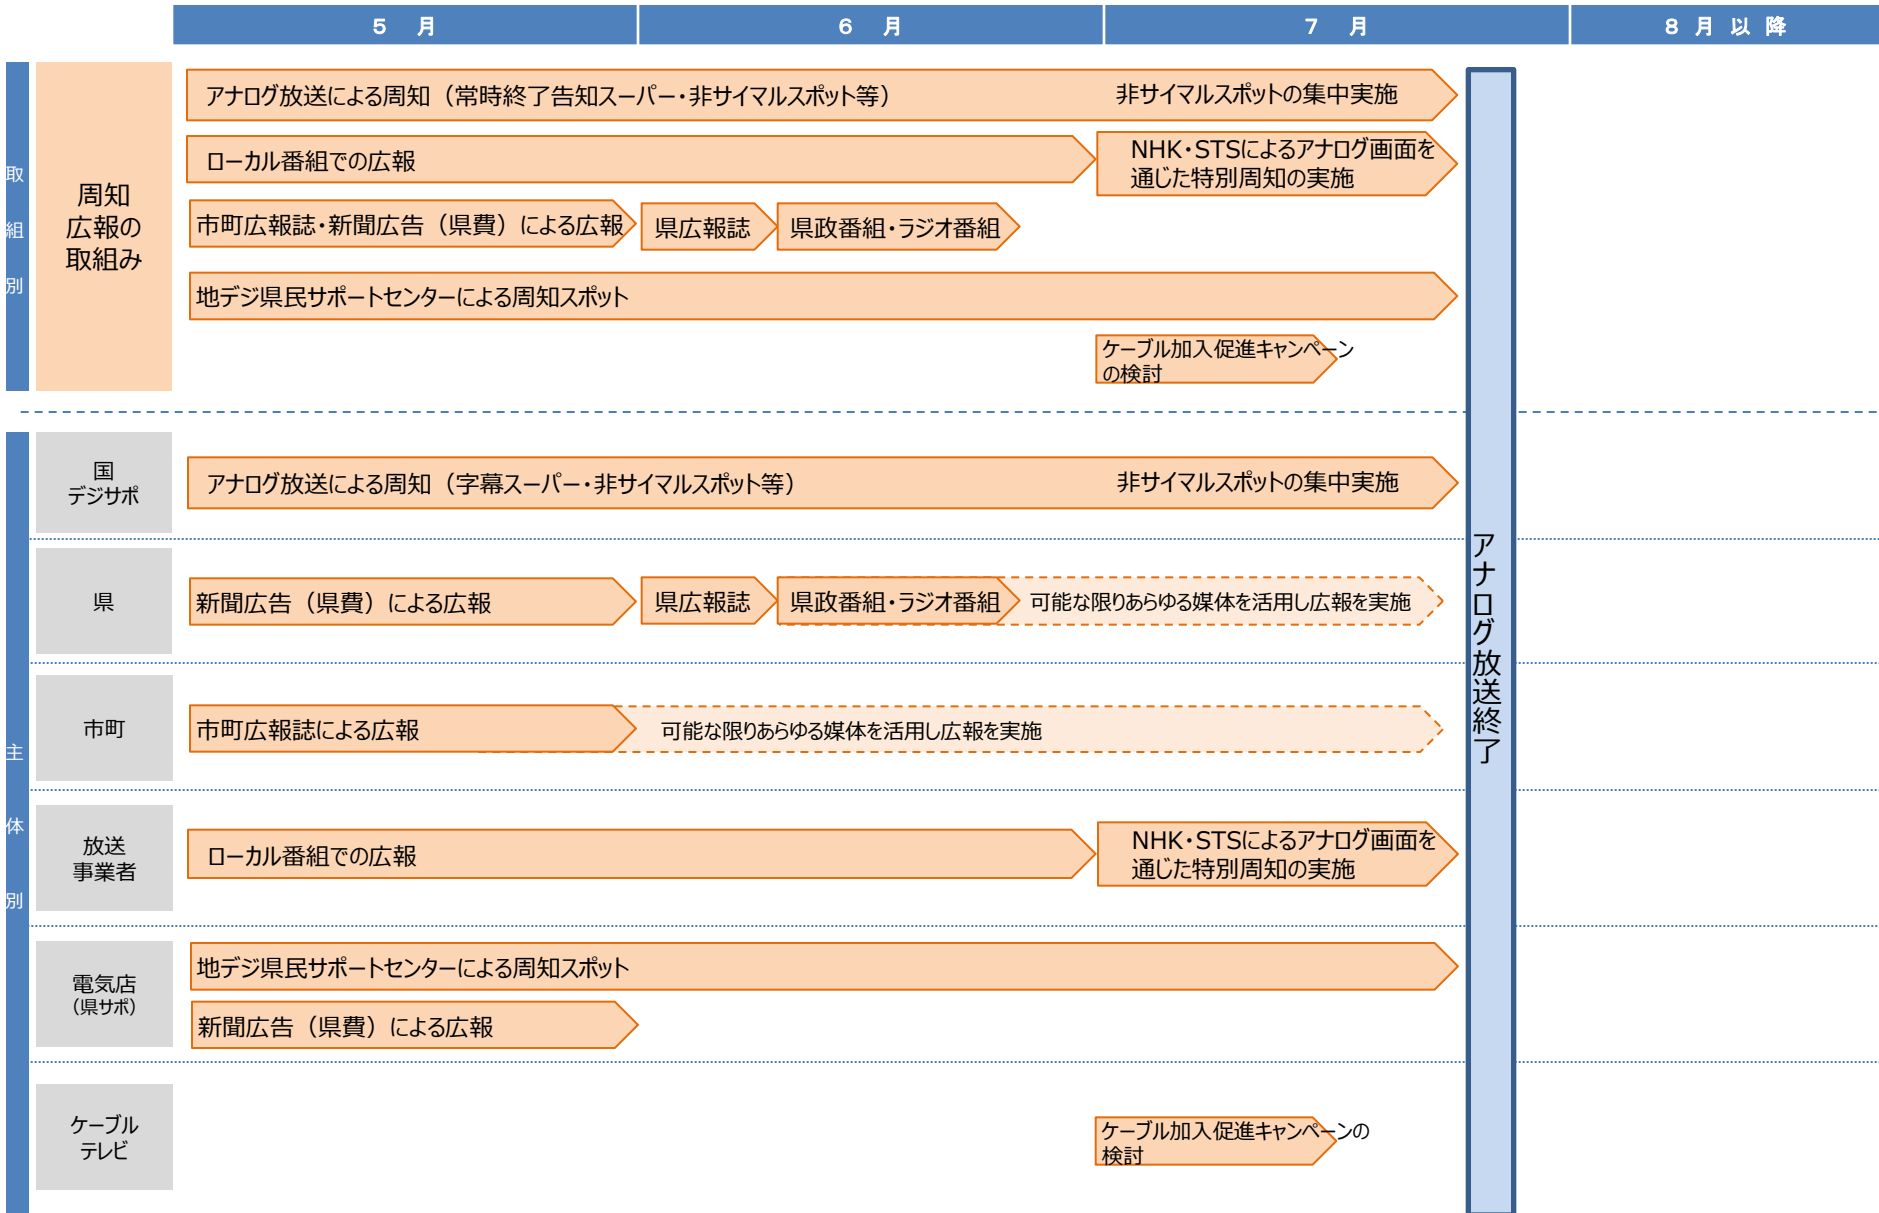 ５　月
６　月
７　月
８ 月 以 降
取
組
別
周知
広報の
取組み
アナログ放送による周知（常時終了告知スーパー・非サイマルスポット等）
非サイマルスポットの集中実施
ローカル番組での広報
NHK・STSによるアナログ画面を
通じた特別周知の実施
市町広報誌・新聞広告（県費）による広報
県広報誌
県政番組・ラジオ番組
地デジ県民サポートセンターによる周知スポット
ケーブル加入促進キャンペーン
の検討
アナログ放送終了
主
体
別
国
デジサポ
アナログ放送による周知（字幕スーパー・非サイマルスポット等）
非サイマルスポットの集中実施
県
新聞広告（県費）による広報
県広報誌
県政番組・ラジオ番組
可能な限りあらゆる媒体を活用し広報を実施
市町
市町広報誌による広報
可能な限りあらゆる媒体を活用し広報を実施
放送
事業者
ローカル番組での広報
NHK・STSによるアナログ画面を
通じた特別周知の実施
電気店
（県サポ）
地デジ県民サポートセンターによる周知スポット
新聞広告（県費）による広報
ケーブル
テレビ
ケーブル加入促進キャンペーンの
検討